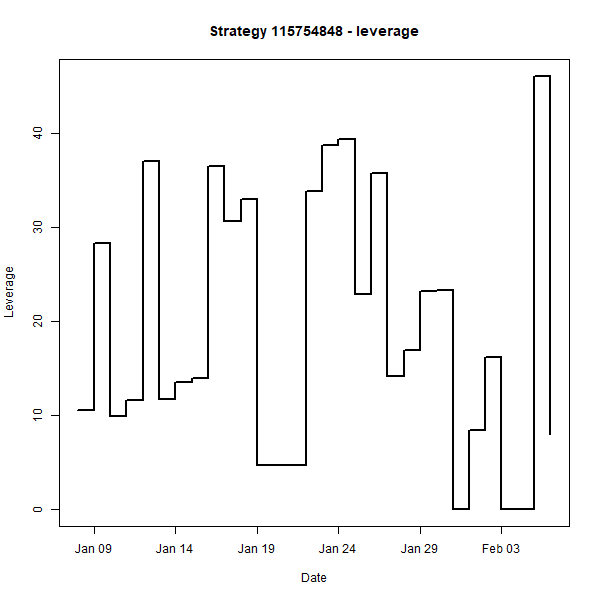 Strategy 115754848 - leverage
Leverage
40
30
20
10
0
Jan 09 Jan 14 Jan 19 Jan 24 Jan 29 Feb 03
Date